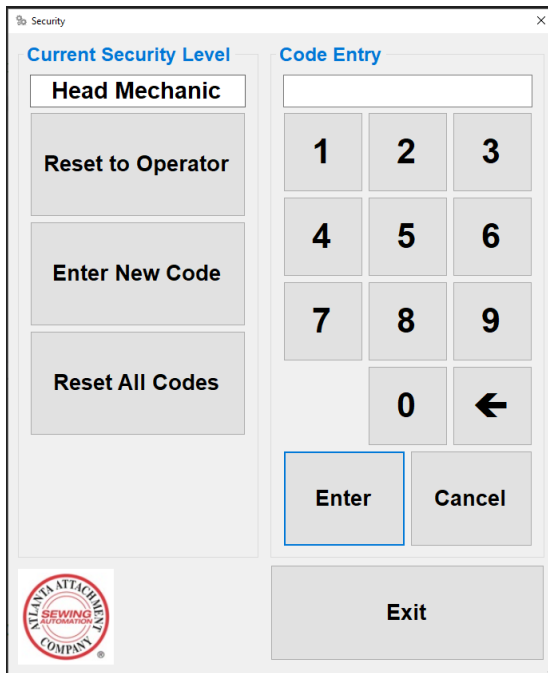 Security
Current Security Level
Head Mechanic
Reset to Operator
Enter New Code
Reset All Codes
Code Entry
1 2 3
4 5 6
7 8 9
0 ←
Enter Cancel
ATLANTA ATTACHMENT
SEWING
AUTOMATION
COMPANY
®
Exit